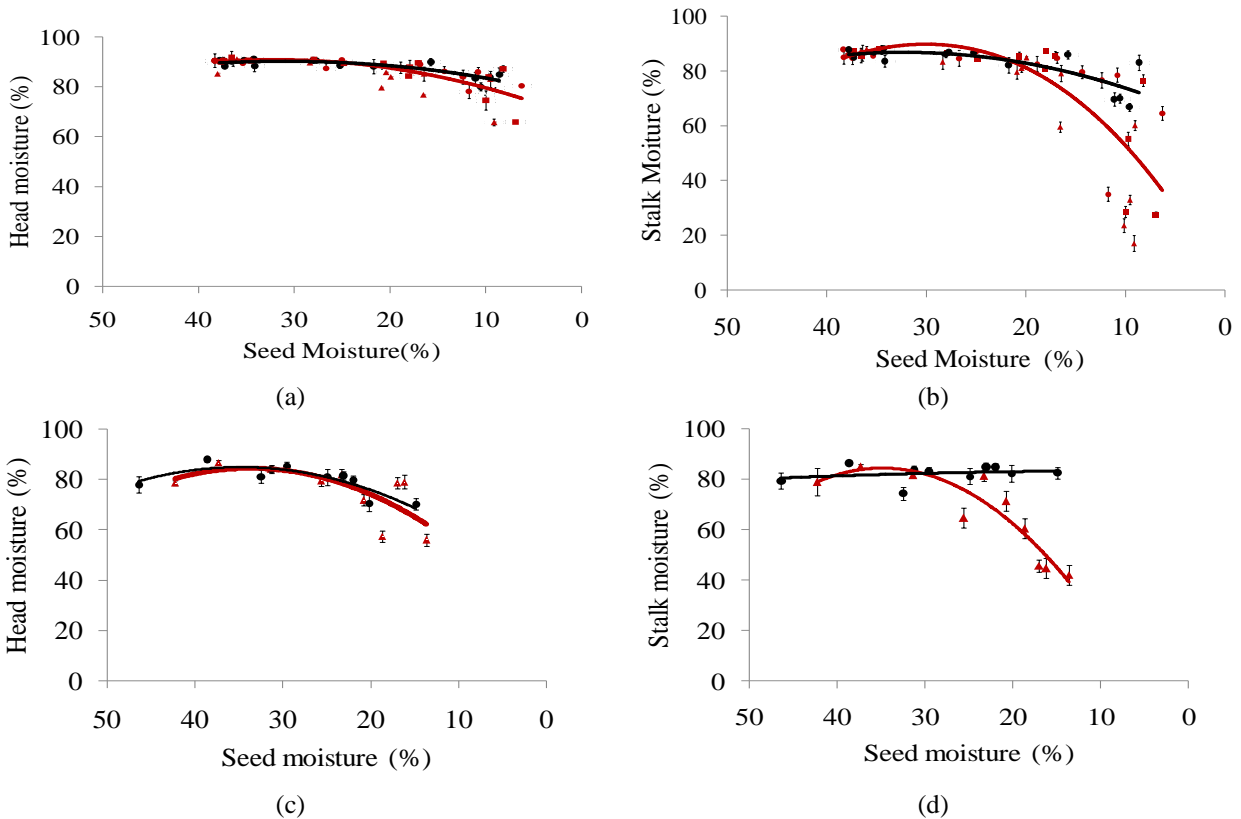 Head moisture (%)
100
80
60
40
20
0
50 40 30 20 10 0
Seed Moisture(%)
(a)
Stalk Moiture (%)
100
80
60
40
20
0
50 40 30 20 10 0
Seed Moisture (%)
(b)
Head moisture (%)
100
80
60
40
20
0
50 40 30 20 10 0
Seed moisture (%)
(c)
Stalk moisture (%)
100
80
60
40
20
0
50 40 30 20 10 0
Seed moisture (%)
(d)